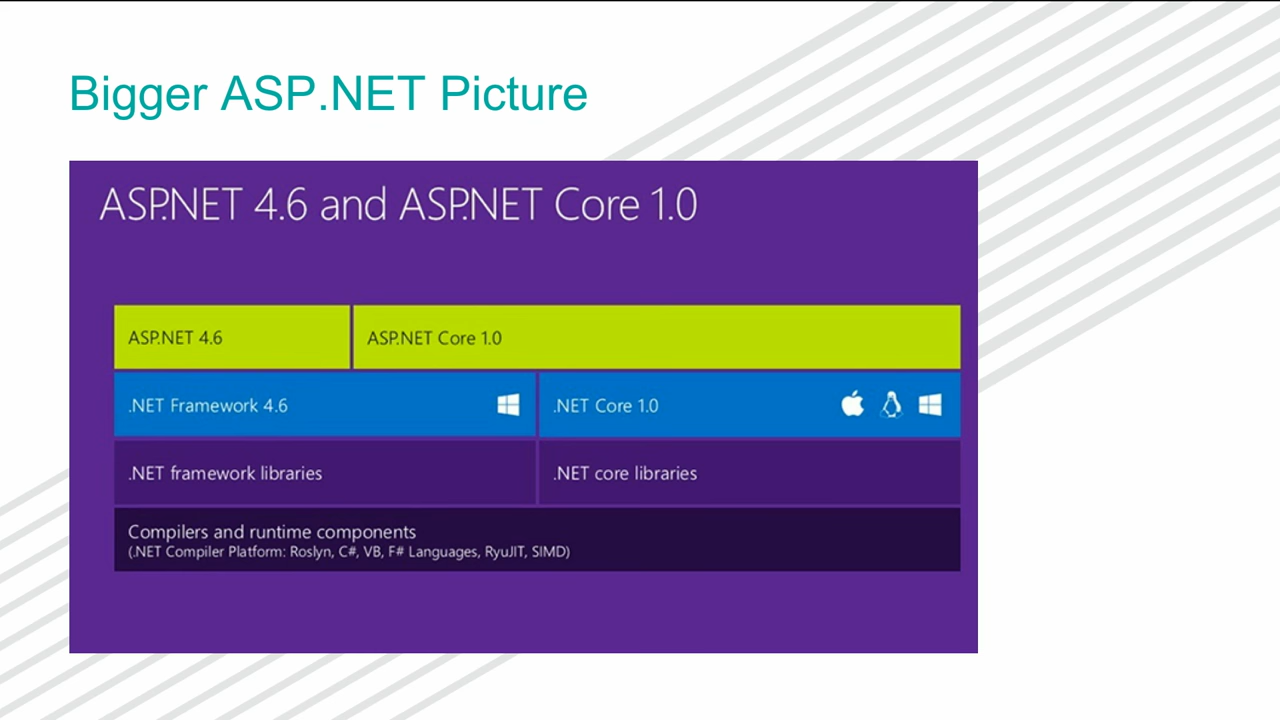 Bigger ASP.NET Picture
ASP.NET 4.6 and ASP.NET Core 1.0
ASP.NET 4.6
ASP.NET Core 1.0
.NET Framework 4.6
.NET Core 1.0
.NET framework libraries
.NET core libraries
Compilers and runtime components
(.NET Compiler Platform: Roslyn, C#, VB, F# Languages, RyuJIT, SIMD)